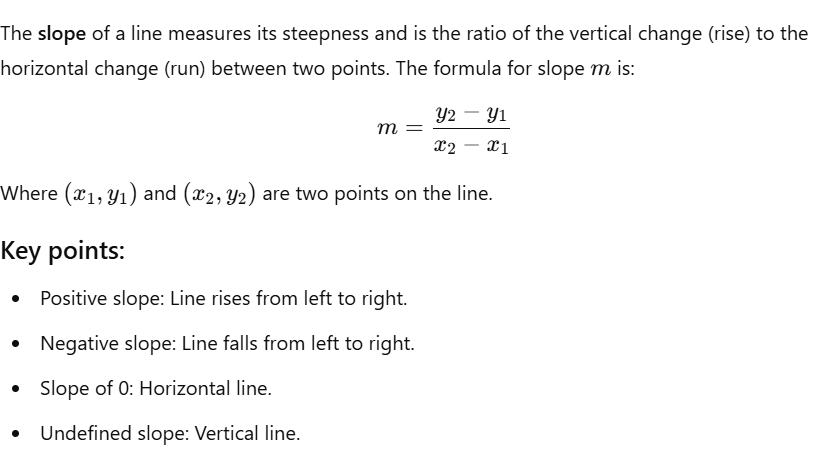 The slope of a line measures its steepness and is the ratio of the vertical change (rise) to the
horizontal change (run) between two points. The formula for slope m is:
m = \frac{y_2 - y_1}{x_2 - x_1}
Where (x_1, y_1) and (x_2, y_2) are two points on the line.
Key points:
• Positive slope: Line rises from left to right.
• Negative slope: Line falls from left to right.
• Slope of 0: Horizontal line.
• Undefined slope: Vertical line.